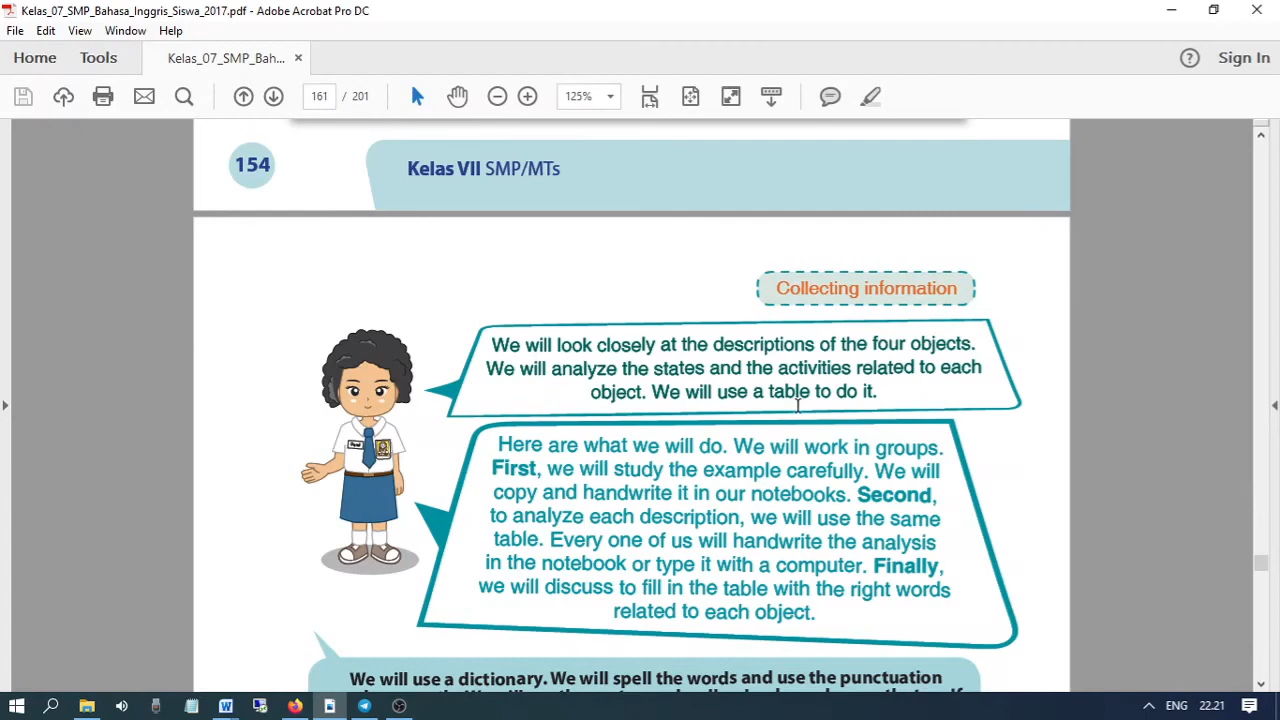 Kelas_07_SMP_Bahasa_Inggris_Siswa_2017.pdf - Adobe Acrobat Pro DC
File Edit View Window Help
Home Tools Kelas_07_SMP_Bah... × Sign In
161 / 201 125%
154 Kelas VII SMP/MTs
Collecting information
We will look closely at the descriptions of the four objects.
We will analyze the states and the activities related to each
object. We will use a table to do it.
Here are what we will do. We will work in groups.
First, we will study the example carefully. We will
copy and handwrite it in our notebooks. Second,
to analyze each description, we will use the same
table. Every one of us will handwrite the analysis
in the notebook or type it with a computer. Finally,
we will discuss to fill in the table with the right words
related to each object.
We will use a dictionary. We will spell the words and use the punctuation
ENG 22.21